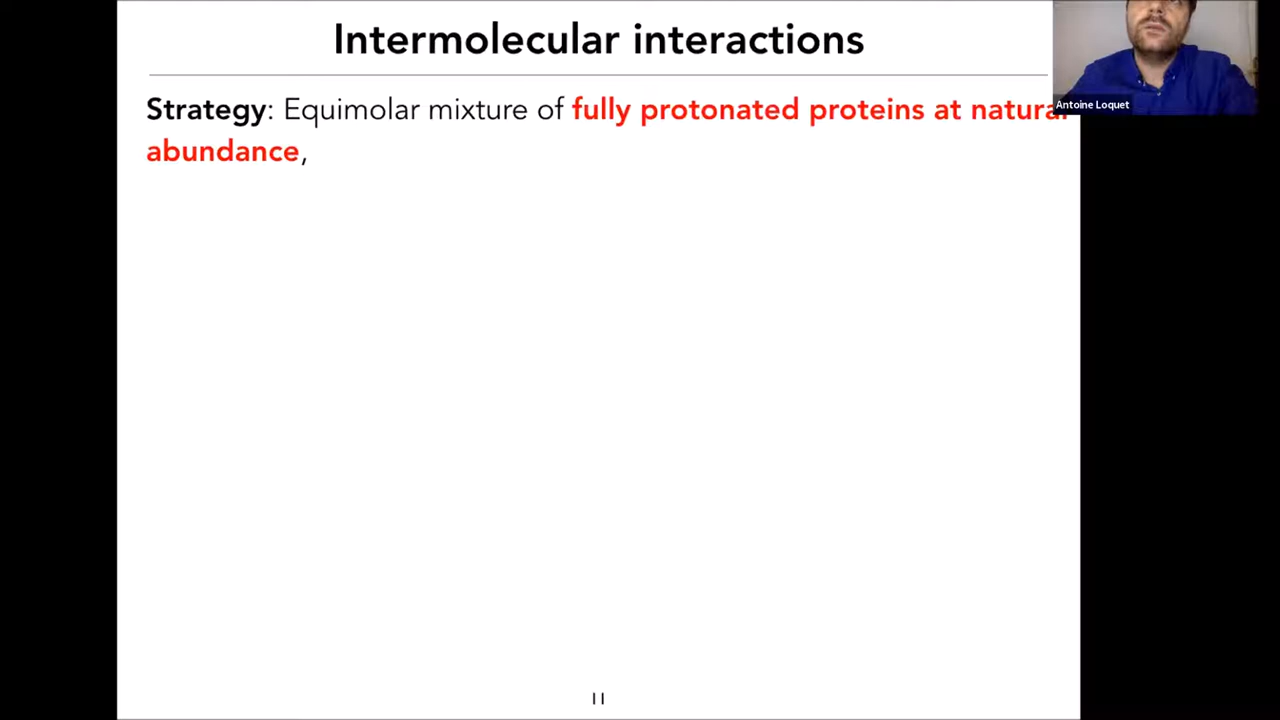 Intermolecular interactions
Antoine Loquet
Strategy: Equimolar mixture of fully protonated proteins at natural
abundance,
11